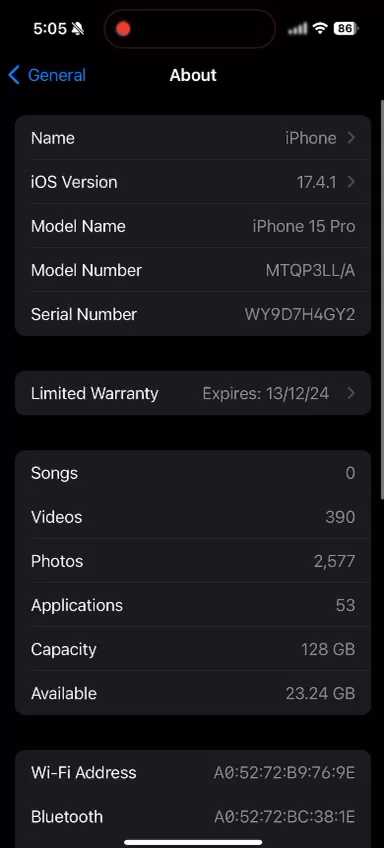 5:05 86
General About
Name iPhone
iOS Version 17.4.1
Model Name iPhone 15 Pro
Model Number MTQP3LL/A
Serial Number WY9D7H4GY2
Limited Warranty Expires: 13/12/24
Songs 0
Videos 390
Photos 2,577
Applications 53
Capacity 128 GB
Available 23.24 GB
Wi-Fi Address A0:52:72:B9:76:9E
Bluetooth A0:52:72:BC:38:1E